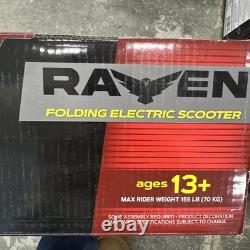 RAVEN
FOLDING ELECTRIC SCOOTER
ages 13+
MAX RIDER WEIGHT 155 LB (70 KG)
SOME ASSEMBLY REQUIRED • PRODUCT DECORATION
AND/OR SPECIFICATIONS SUBJECT TO CHANGE